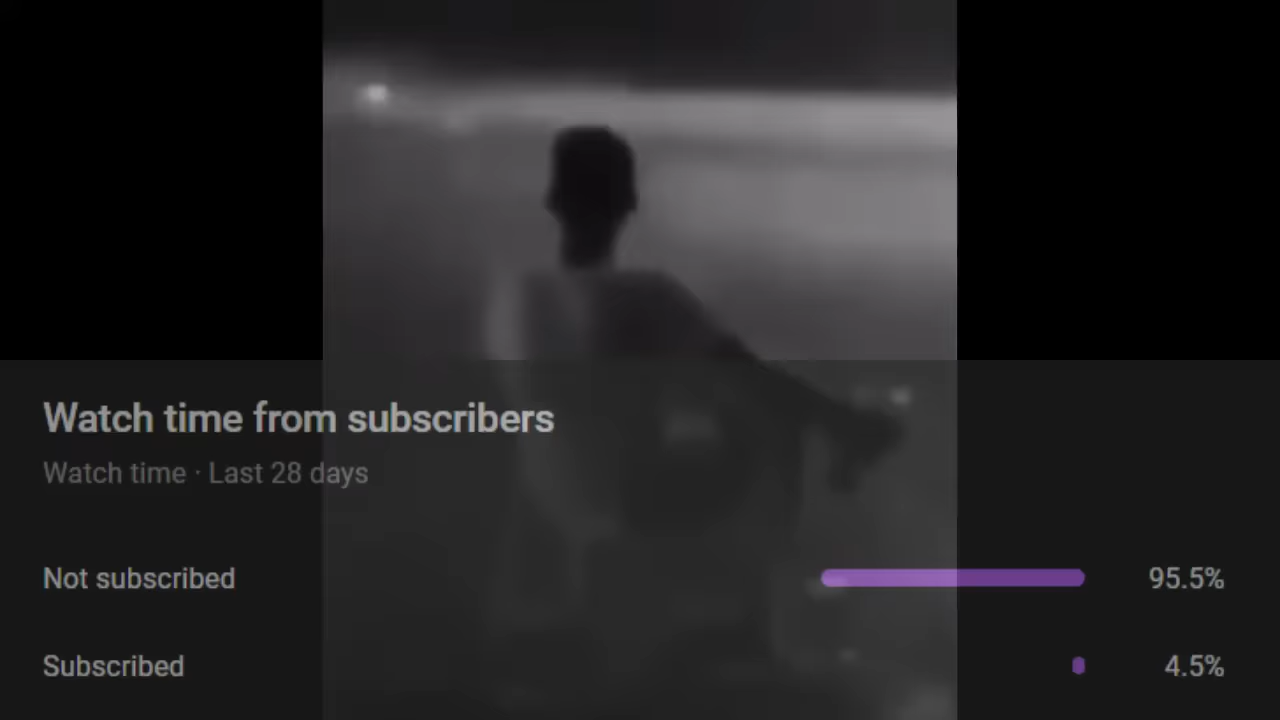 Watch time from subscribers
Watch time · Last 28 days
Not subscribed 95.5%
Subscribed 4.5%